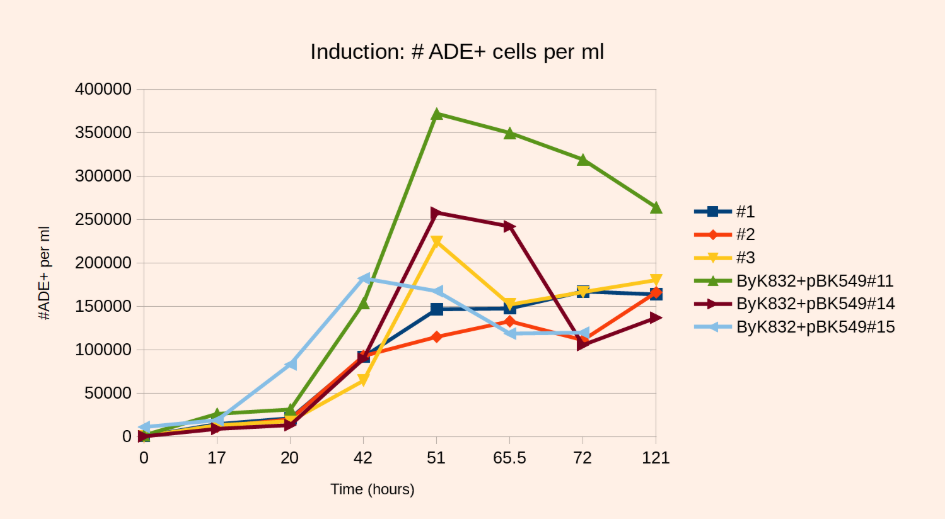 Induction: # ADE+ cells per ml
400000
350000
300000
250000
200000
150000
100000
50000
0
#ADE+ per ml
0 17 20 42 51 65.5 72 121
Time (hours)
#1
#2
#3
ByK832+pBK549#11
ByK832+pBK549#14
ByK832+pBK549#15